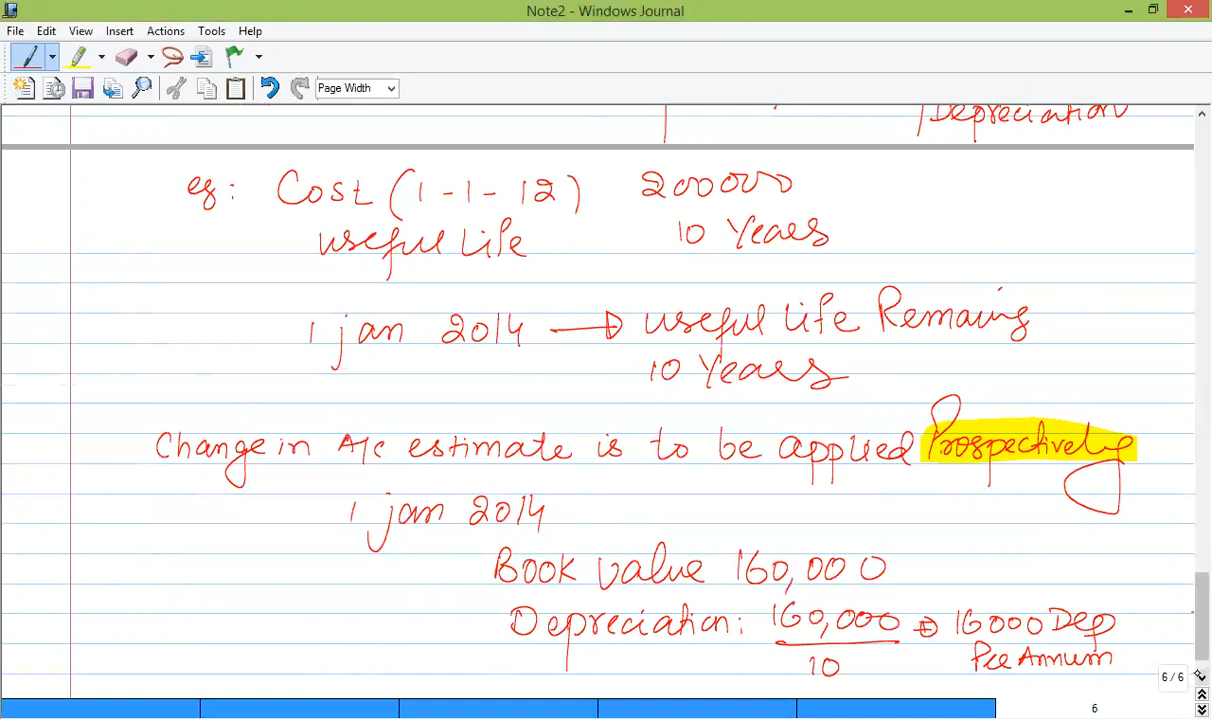 Note2 - Windows Journal
File Edit View Insert Actions Tools Help
Page Width
Depreciation
eg: Cost (1-1-12) 200000
useful Life 10 Years
1 jan 2014 → useful Life Remaing
10 Years
Change in A/c estimate is to be applied Prospectively
1 jan 2014
Book value 160,000
Depreciation: 160,000 → 16000 Dep
10 Per Annum
6 / 6
6